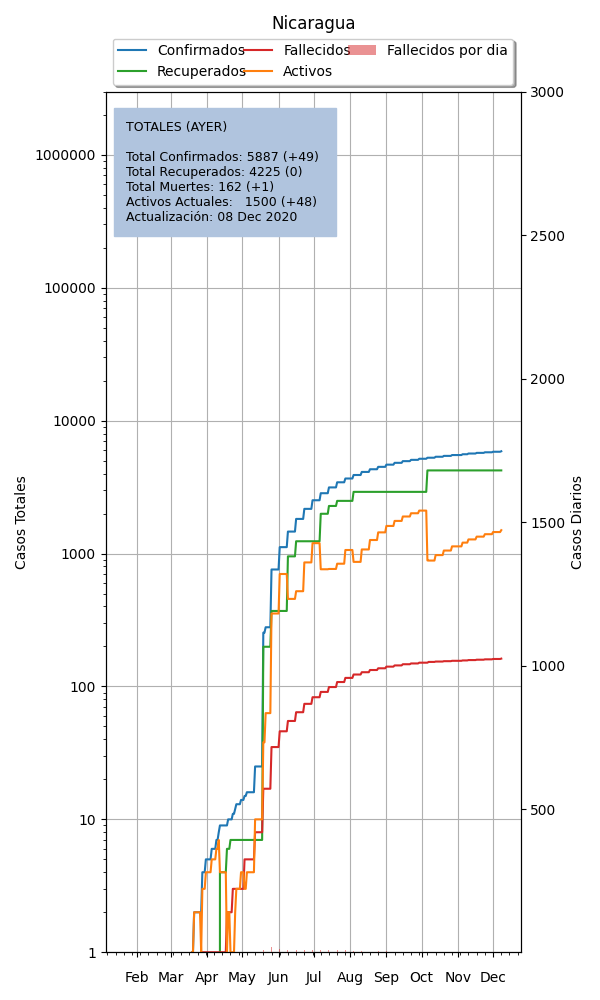 Nicaragua
Confirmados
Fallecidos
Fallecidos por dia
Recuperados
Activos
TOTALES (AYER)
Total Confirmados: 5887 (+49)
Total Recuperados: 4225 (0)
Total Muertes: 162 (+1)
Activos Actuales:   1500 (+48)
Actualización: 08 Dec 2020
1000000
100000
10000
1000
100
10
1
Casos Totales
3000
2500
2000
1500
1000
500
Casos Diarios
Feb Mar Apr May Jun Jul Aug Sep Oct Nov Dec